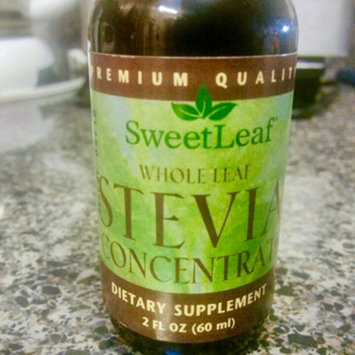 PREMIUM QUALIT
SweetLeaf
WHOLE LEAF
STEVIA
CONCENTRAT
DIETARY SUPPLEMENT
2 FL OZ (60 ml)